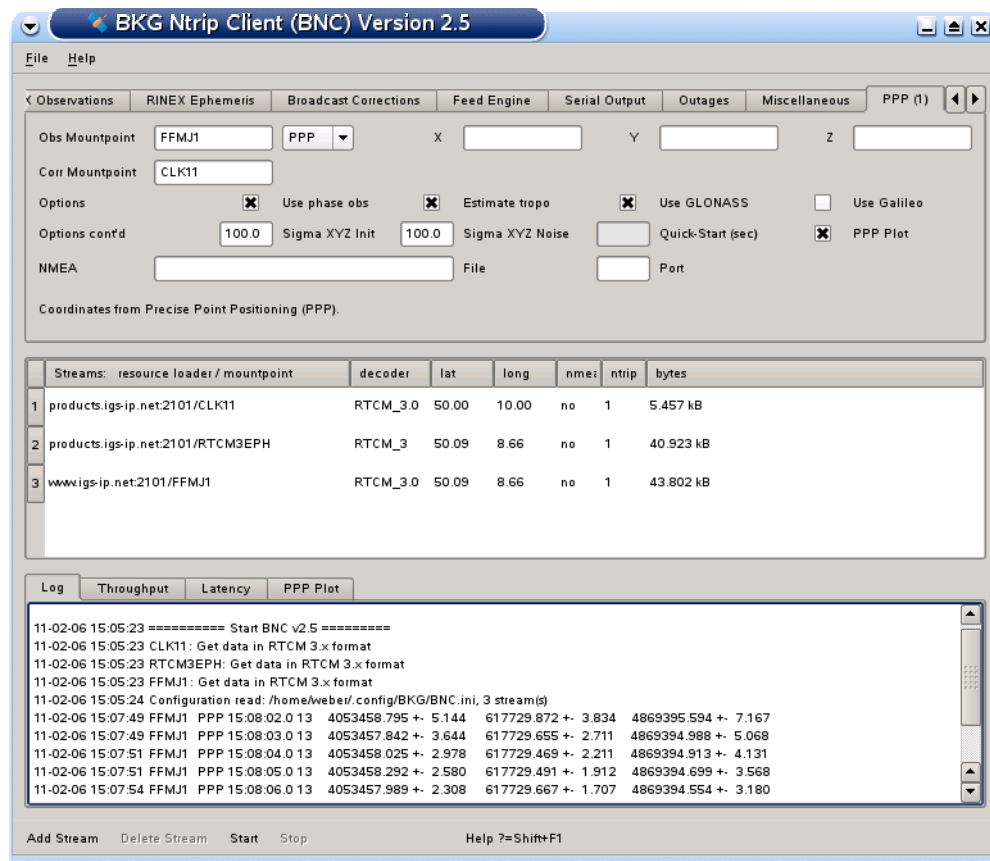 BKG Ntrip Client (BNC) Version 2.5
File Help
Observations RINEX Ephemeris Broadcast Corrections Feed Engine Serial Output Outages Miscellaneous PPP (1)
Obs Mountpoint FFMJ1 PPP X Y Z
Corr Mountpoint CLK11
Options Use phase obs Estimate tropo Use GLONASS Use Galileo
Options cont'd 100.0 Sigma XYZ Init 100.0 Sigma XYZ Noise Quick-Start (sec) PPP Plot
NMEA File Port
Coordinates from Precise Point Positioning (PPP).
Streams: resource loader / mountpoint decoder lat long nmea ntrip bytes
1 products.igs-ip.net:2101/CLK11 RTCM_3.0 50.00 10.00 no 1 5.457 kB
2 products.igs-ip.net:2101/RTCM3EPH RTCM_3 50.09 8.66 no 1 40.923 kB
3 www.igs-ip.net:2101/FFMJ1 RTCM_3.0 50.09 8.66 no 1 43.802 kB
Log Throughput Latency PPP Plot
11-02-06 15:05:23 ========== Start BNC v2.5 =========
11-02-06 15:05:23 CLK11: Get data in RTCM 3.x format
11-02-06 15:05:23 RTCM3EPH: Get data in RTCM 3.x format
11-02-06 15:05:23 FFMJ1: Get data in RTCM 3.x format
11-02-06 15:05:24 Configuration read: /home/weber/.config/BKG/BNC.ini, 3 stream(s)
11-02-06 15:07:49 FFMJ1 PPP 15:08:02.0 13 4053458.795 +- 5.144 617729.872 +- 3.834 4869395.594 +- 7.167
11-02-06 15:07:49 FFMJ1 PPP 15:08:03.0 13 4053457.842 +- 3.644 617729.655 +- 2.711 4869394.988 +- 5.068
11-02-06 15:07:51 FFMJ1 PPP 15:08:04.0 13 4053458.025 +- 2.978 617729.469 +- 2.211 4869394.913 +- 4.131
11-02-06 15:07:51 FFMJ1 PPP 15:08:05.0 13 4053458.292 +- 2.580 617729.491 +- 1.912 4869394.699 +- 3.568
11-02-06 15:07:54 FFMJ1 PPP 15:08:06.0 13 4053457.989 +- 2.308 617729.667 +- 1.707 4869394.554 +- 3.180
Add Stream Delete Stream Start Stop Help ?=Shift+F1